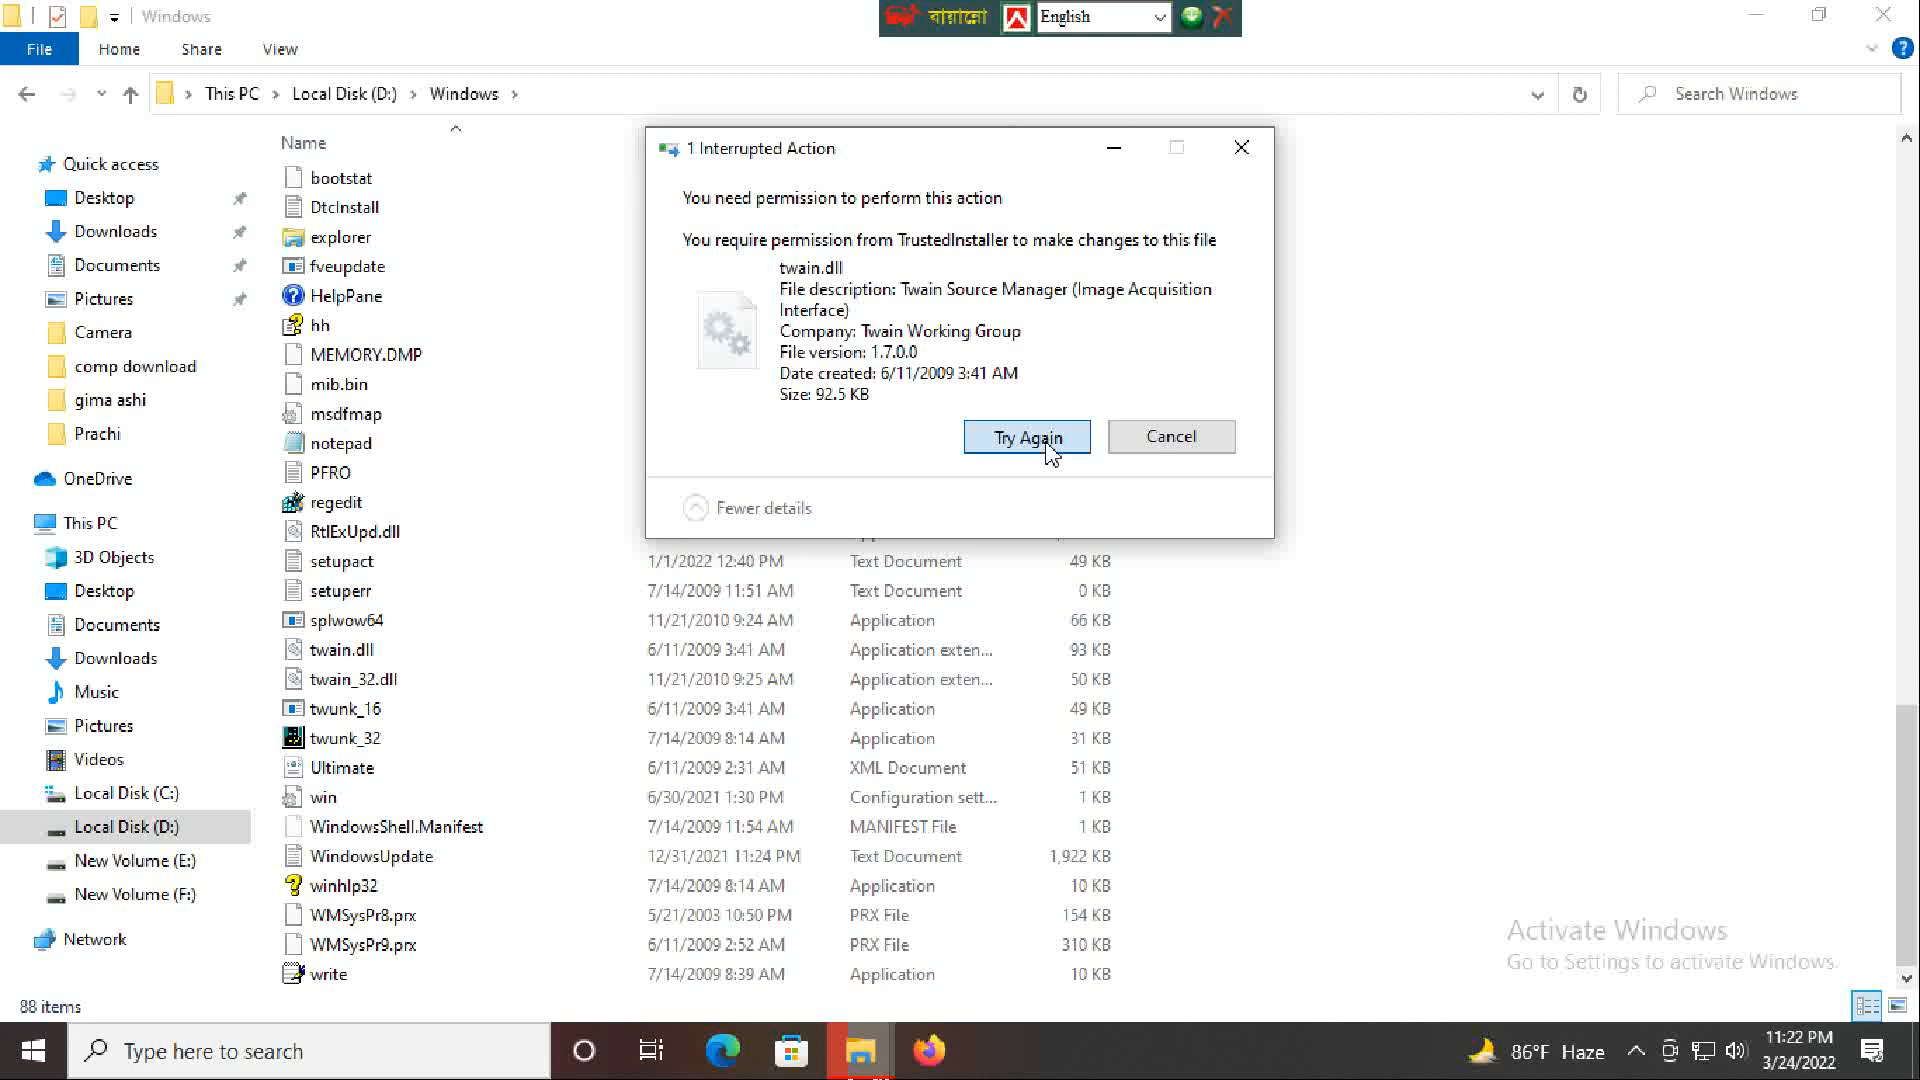 Windows
বায়ান্নো
English
File
Home
Share
View
This PC
Local Disk (D:)
Windows
Search Windows
Quick access
Desktop
Downloads
Documents
Pictures
Camera
comp download
gima ashi
Prachi
OneDrive
This PC
3D Objects
Desktop
Documents
Downloads
Music
Pictures
Videos
Local Disk (C:)
Local Disk (D:)
New Volume (E:)
New Volume (F:)
Network
Name
bootstat
DtcInstall
explorer
fveupdate
HelpPane
hh
MEMORY.DMP
mib.bin
msdfmap
notepad
PFRO
regedit
RtlExUpd.dll
setupact 1/1/2022 12:40 PM Text Document 49 KB
setuperr 7/14/2009 11:51 AM Text Document 0 KB
splwow64 11/21/2010 9:24 AM Application 66 KB
twain.dll 6/11/2009 3:41 AM Application exten... 93 KB
twain_32.dll 11/21/2010 9:25 AM Application exten... 50 KB
twunk_16 6/11/2009 3:41 AM Application 49 KB
twunk_32 7/14/2009 8:14 AM Application 31 KB
Ultimate 6/11/2009 2:31 AM XML Document 51 KB
win 6/30/2021 1:30 PM Configuration sett... 1 KB
WindowsShell.Manifest 7/14/2009 11:54 AM MANIFEST File 1 KB
WindowsUpdate 12/31/2021 11:24 PM Text Document 1,922 KB
winhlp32 7/14/2009 8:14 AM Application 10 KB
WMSysPr8.prx 5/21/2003 10:50 PM PRX File 154 KB
WMSysPr9.prx 6/11/2009 2:52 AM PRX File 310 KB
write 7/14/2009 8:39 AM Application 10 KB
1 Interrupted Action
You need permission to perform this action
You require permission from TrustedInstaller to make changes to this file
twain.dll
File description: Twain Source Manager (Image Acquisition
Interface)
Company: Twain Working Group
File version: 1.7.0.0
Date created: 6/11/2009 3:41 AM
Size: 92.5 KB
Try Again
Cancel
Fewer details
Activate Windows
Go to Settings to activate Windows.
88 items
Type here to search
86°F Haze
11:22 PM
3/24/2022